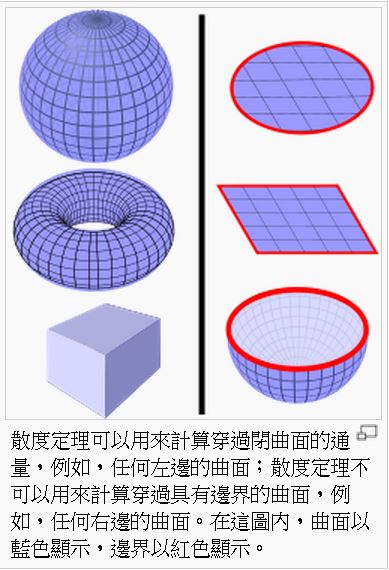 散度定理可以用來計算穿過閉曲面的通
量，例如，任何左邊的曲面；散度定理不
可以用來計算穿過具有邊界的曲面，例
如，任何右邊的曲面。在這圖內，曲面以
藍色顯示，邊界以紅色顯示。